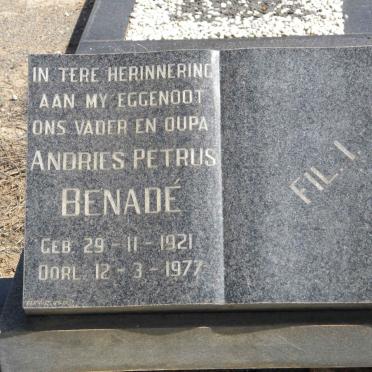 IN TERE HERINNERING
AAN MY EGGENOOT
ONS VADER EN OUPA
ANDRIES PETRUS
BENADÉ
GEB. 29-11-1921
OORL. 12-3-1977
FIL. 1.